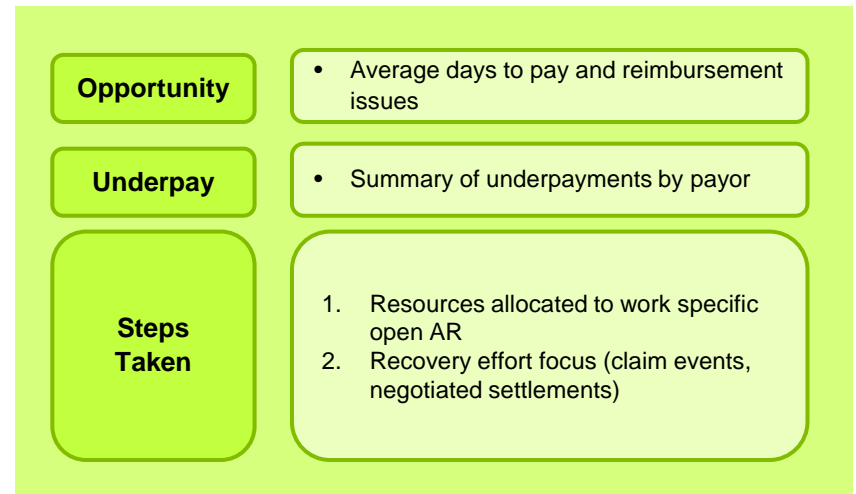 Opportunity
• Average days to pay and reimbursement
issues
Underpay
• Summary of underpayments by payor
Steps
Taken
1. Resources allocated to work specific
open AR
2. Recovery effort focus (claim events,
negotiated settlements)